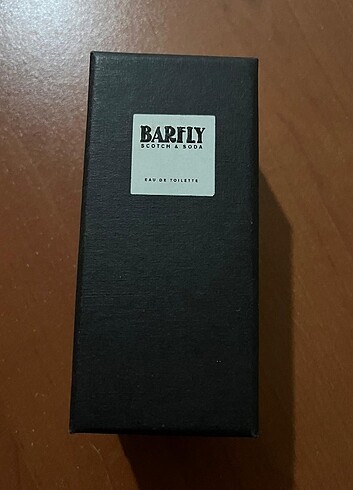 BARFLY
SCOTCH & SODA
EAU DE TOILETTE